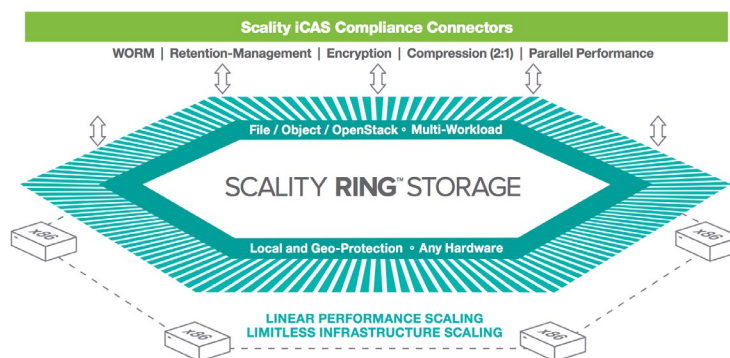 Scality iCAS Compliance Connectors
WORM | Retention-Management | Encryption | Compression (2:1) | Parallel Performance
File / Object / OpenStack ∘ Multi-Workload
SCALITY RING™ STORAGE
Local and Geo-Protection ∘ Any Hardware
x86
x86
LINEAR PERFORMANCE SCALING
LIMITLESS INFRASTRUCTURE SCALING
x86
x86